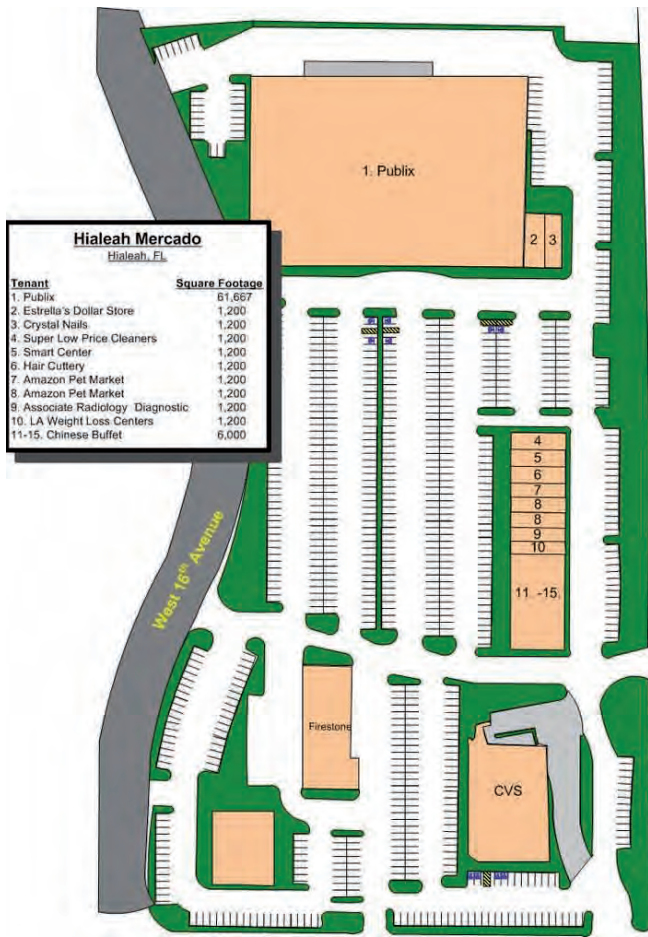 1. Publix
2
3
Hialeah Mercado
Hialeah, FL
Tenant Square Footage
1. Publix 61,667
2. Estrella's Dollar Store 1,200
3. Crystal Nails 1,200
4. Super Low Price Cleaners 1,200
5. Smart Center 1,200
6. Hair Cuttery 1,200
7. Amazon Pet Market 1,200
8. Amazon Pet Market 1,200
9. Associate Radiology Diagnostic 1,200
10. LA Weight Loss Centers 1,200
11-15. Chinese Buffet 6,000
4
5
6
7
8
8
9
10
11. -15.
West 16th Avenue
Firestone
CVS